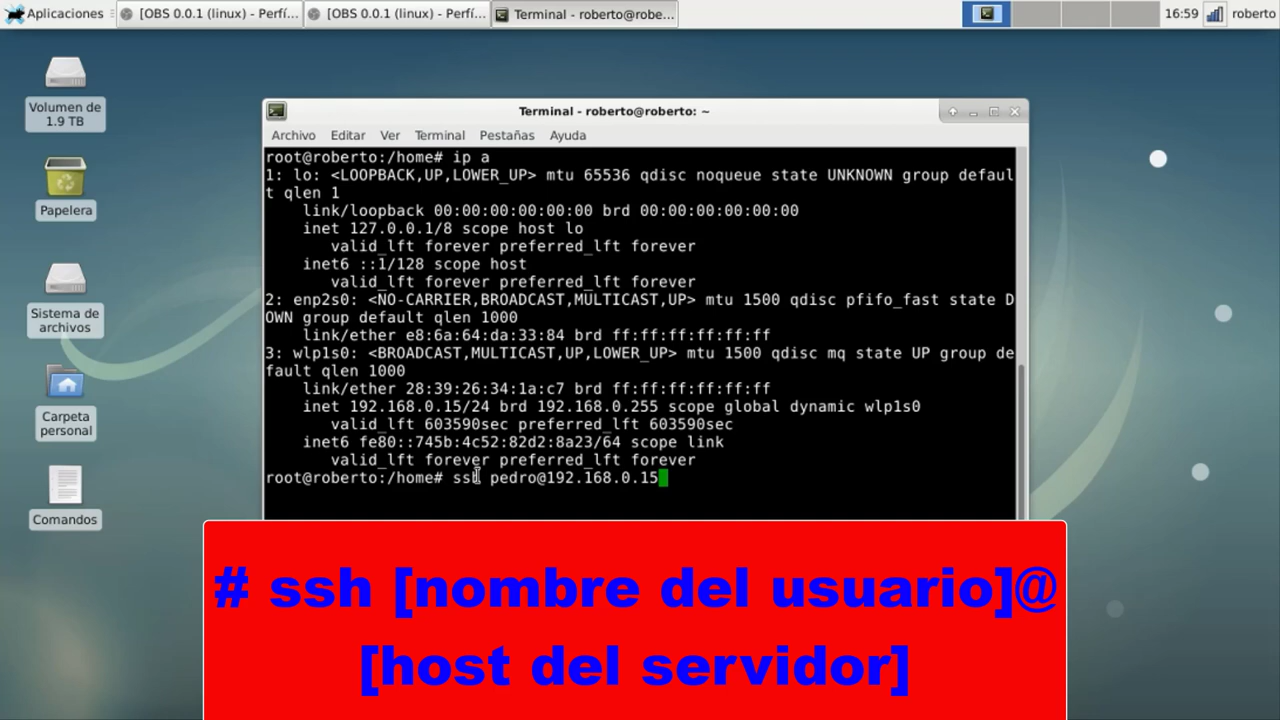 Aplicaciones
[OBS 0.0.1 (linux) - Perfí...
[OBS 0.0.1 (linux) - Perfí...
Terminal - roberto@robe...
16:59
roberto
Volumen de
1.9 TB
Papelera
Sistema de
archivos
Carpeta
personal
Comandos
Terminal - roberto@roberto: ~
Archivo Editar Ver Terminal Pestañas Ayuda
root@roberto:/home# ip a
1: lo: <LOOPBACK,UP,LOWER_UP> mtu 65536 qdisc noqueue state UNKNOWN group defaul
t qlen 1
link/loopback 00:00:00:00:00:00 brd 00:00:00:00:00:00
inet 127.0.0.1/8 scope host lo
valid_lft forever preferred_lft forever
inet6 ::1/128 scope host
valid_lft forever preferred_lft forever
2: enp2s0: <NO-CARRIER,BROADCAST,MULTICAST,UP> mtu 1500 qdisc pfifo_fast state D
OWN group default qlen 1000
link/ether e8:6a:64:da:33:84 brd ff:ff:ff:ff:ff:ff
3: wlp1s0: <BROADCAST,MULTICAST,UP,LOWER_UP> mtu 1500 qdisc mq state UP group de
fault qlen 1000
link/ether 28:39:26:34:1a:c7 brd ff:ff:ff:ff:ff:ff
inet 192.168.0.15/24 brd 192.168.0.255 scope global dynamic wlp1s0
valid_lft 603590sec preferred_lft 603590sec
inet6 fe80::745b:4c52:82d2:8a23/64 scope link
valid_lft forever preferred_lft forever
root@roberto:/home# ssh pedro@192.168.0.15
# ssh [nombre del usuario]@
[host del servidor]